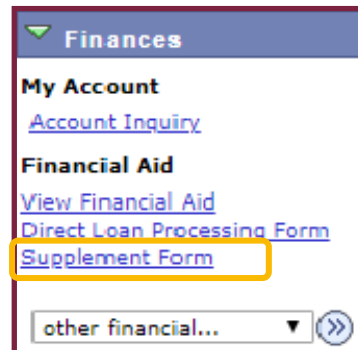 Finances
My Account
Account Inquiry
Financial Aid
View Financial Aid
Direct Loan Processing Form
Supplement Form
other financial...